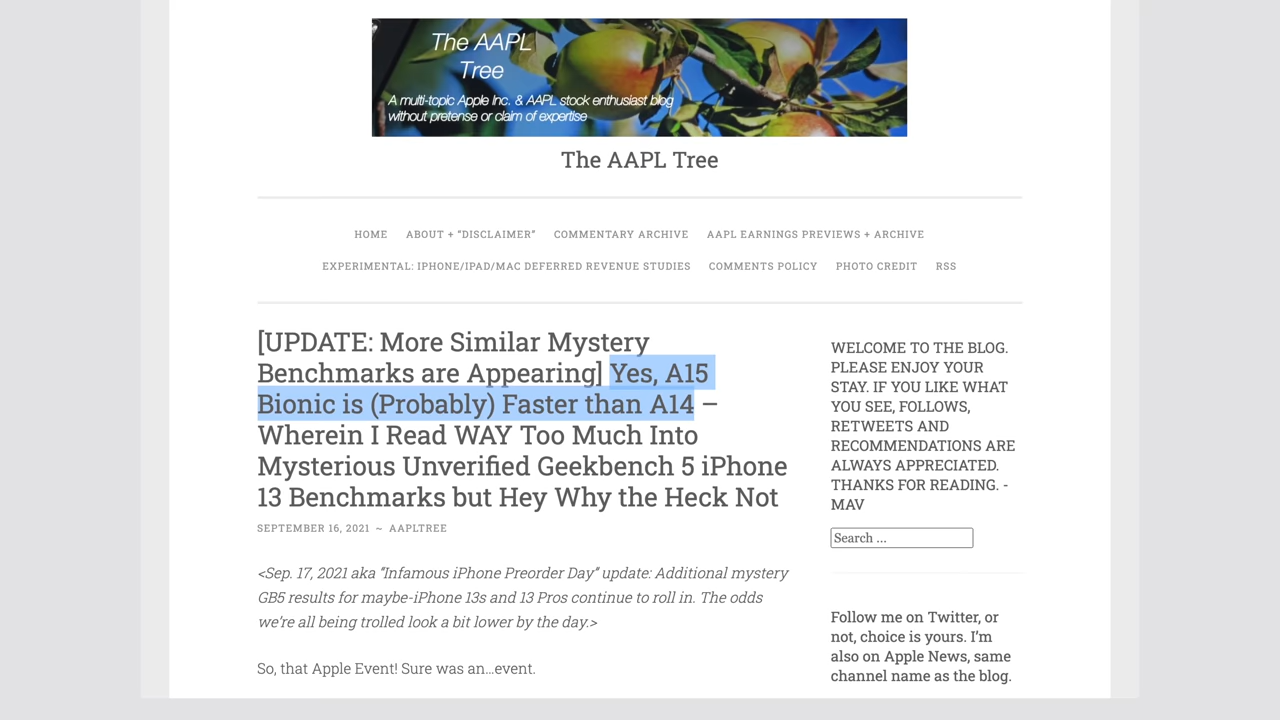 The AAPL
Tree
A multi-topic Apple Inc. & AAPL stock enthusiast blog
without pretense or claim of expertise
The AAPL Tree
HOME ABOUT + “DISCLAIMER” COMMENTARY ARCHIVE AAPL EARNINGS PREVIEWS + ARCHIVE
EXPERIMENTAL: IPHONE/IPAD/MAC DEFERRED REVENUE STUDIES COMMENTS POLICY PHOTO CREDIT RSS
[UPDATE: More Similar Mystery
Benchmarks are Appearing] Yes, A15
Bionic is (Probably) Faster than A14 –
Wherein I Read WAY Too Much Into
Mysterious Unverified Geekbench 5 iPhone
13 Benchmarks but Hey Why the Heck Not
SEPTEMBER 16, 2021 ~ AAPLTREE
<Sep. 17, 2021 aka “Infamous iPhone Preorder Day” update: Additional mystery
GB5 results for maybe-iPhone 13s and 13 Pros continue to roll in. The odds
we’re all being trolled look a bit lower by the day.>
So, that Apple Event! Sure was an…event.
WELCOME TO THE BLOG.
PLEASE ENJOY YOUR
STAY. IF YOU LIKE WHAT
YOU SEE, FOLLOWS,
RETWEETS AND
RECOMMENDATIONS ARE
ALWAYS APPRECIATED.
THANKS FOR READING. -
MAV
Search …
Follow me on Twitter, or
not, choice is yours. I’m
also on Apple News, same
channel name as the blog.